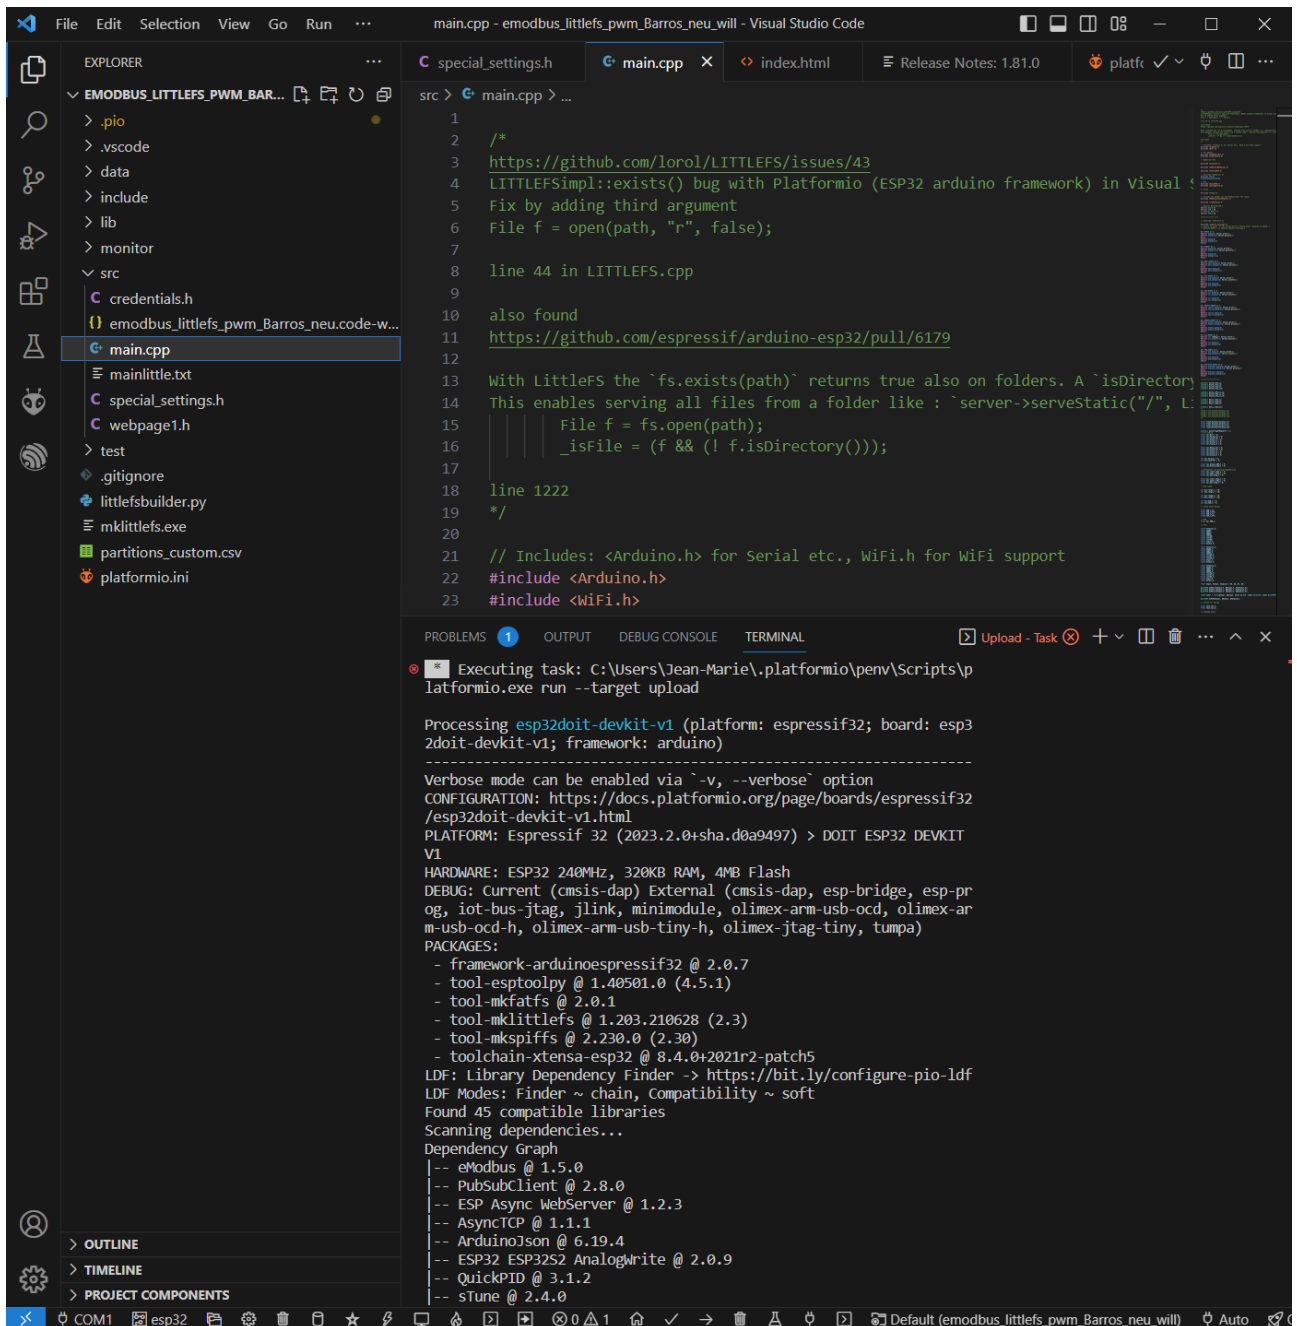 File Edit Selection View Go Run ··· main.cpp - emodbus_littlefs_pwm_Barros_neu_will - Visual Studio Code
EXPLORER ···
special_settings.h main.cpp index.html Release Notes: 1.81.0 platfc
EMODBUS_LITTLEFS_PWM_BAR...
src > main.cpp > ...
.pio
.vscode
data
include
lib
monitor
src
C credentials.h
{} emodbus_littlefs_pwm_Barros_neu.code-w...
main.cpp
mainlittle.txt
C special_settings.h
C webpage1.h
test
.gitignore
littlefsbuilder.py
mklittlefs.exe
partitions_custom.csv
platformio.ini
OUTLINE
TIMELINE
PROJECT COMPONENTS
1
2 /*
3 https://github.com/lorol/LITTLEFS/issues/43
4 LITTLEFSimpl::exists() bug with Platformio (ESP32 arduino framework) in Visual S
5 Fix by adding third argument
6 File f = open(path, "r", false);
7
8 line 44 in LITTLEFS.cpp
9
10 also found
11 https://github.com/espressif/arduino-esp32/pull/6179
12
13 With LittleFS the `fs.exists(path)` returns true also on folders. A `isDirectory
14 This enables serving all files from a folder like : `server->serveStatic("/", Li
15 File f = fs.open(path);
16 _isFile = (f && (! f.isDirectory()));
17
18 line 1222
19 */
20
21 // Includes: <Arduino.h> for Serial etc., WiFi.h for WiFi support
22 #include <Arduino.h>
23 #include <WiFi.h>
PROBLEMS 1 OUTPUT DEBUG CONSOLE TERMINAL Upload - Task
* Executing task: C:\Users\Jean-Marie\.platformio\penv\Scripts\p
latformio.exe run --target upload
Processing esp32doit-devkit-v1 (platform: espressif32; board: esp3
2doit-devkit-v1; framework: arduino)
------------------------------------------------------------------
Verbose mode can be enabled via `-v, --verbose` option
CONFIGURATION: https://docs.platformio.org/page/boards/espressif32
/esp32doit-devkit-v1.html
PLATFORM: Espressif 32 (2023.2.0+sha.d0a9497) > DOIT ESP32 DEVKIT
V1
HARDWARE: ESP32 240MHz, 320KB RAM, 4MB Flash
DEBUG: Current (cmsis-dap) External (cmsis-dap, esp-bridge, esp-pr
og, iot-bus-jtag, jlink, minimodule, olimex-arm-usb-ocd, olimex-ar
m-usb-ocd-h, olimex-arm-usb-tiny-h, olimex-jtag-tiny, tumpa)
PACKAGES:
- framework-arduinoespressif32 @ 2.0.7
- tool-esptoolpy @ 1.40501.0 (4.5.1)
- tool-mkfatfs @ 2.0.1
- tool-mklittlefs @ 1.203.210628 (2.3)
- tool-mkspiffs @ 2.230.0 (2.30)
- toolchain-xtensa-esp32 @ 8.4.0+2021r2-patch5
LDF: Library Dependency Finder -> https://bit.ly/configure-pio-ldf
LDF Modes: Finder ~ chain, Compatibility ~ soft
Found 45 compatible libraries
Scanning dependencies...
Dependency Graph
|-- eModbus @ 1.5.0
|-- PubSubClient @ 2.8.0
|-- ESP Async WebServer @ 1.2.3
|-- AsyncTCP @ 1.1.1
|-- ArduinoJson @ 6.19.4
|-- ESP32 ESP32S2 AnalogWrite @ 2.0.9
|-- QuickPID @ 3.1.2
|-- sTune @ 2.4.0
COM1 esp32 0 1 Default (emodbus_littlefs_pwm_Barros_neu_will) Auto